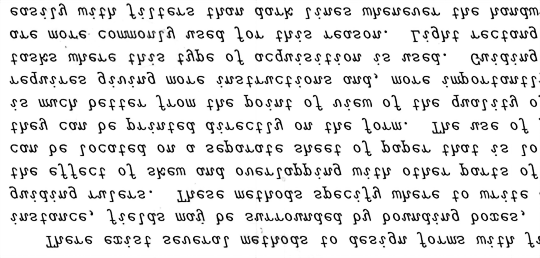 There exist several methods to design forms with fi
instance, fields may be surrounded by bounding boxes,
guiding rulers. These methods specify where to write
the effect of skew and overlapping with other parts of
can be located on a separate sheet of paper that is lo
they can be printed directly on the form. The use of
is much better from the point of view of the quality o
requires giving more instructions and, more importantl
tasks where this type of acquisition is used. Guiding
are more commonly used for this reason. Light rectang
easily with filters than dark lines whenever the handw